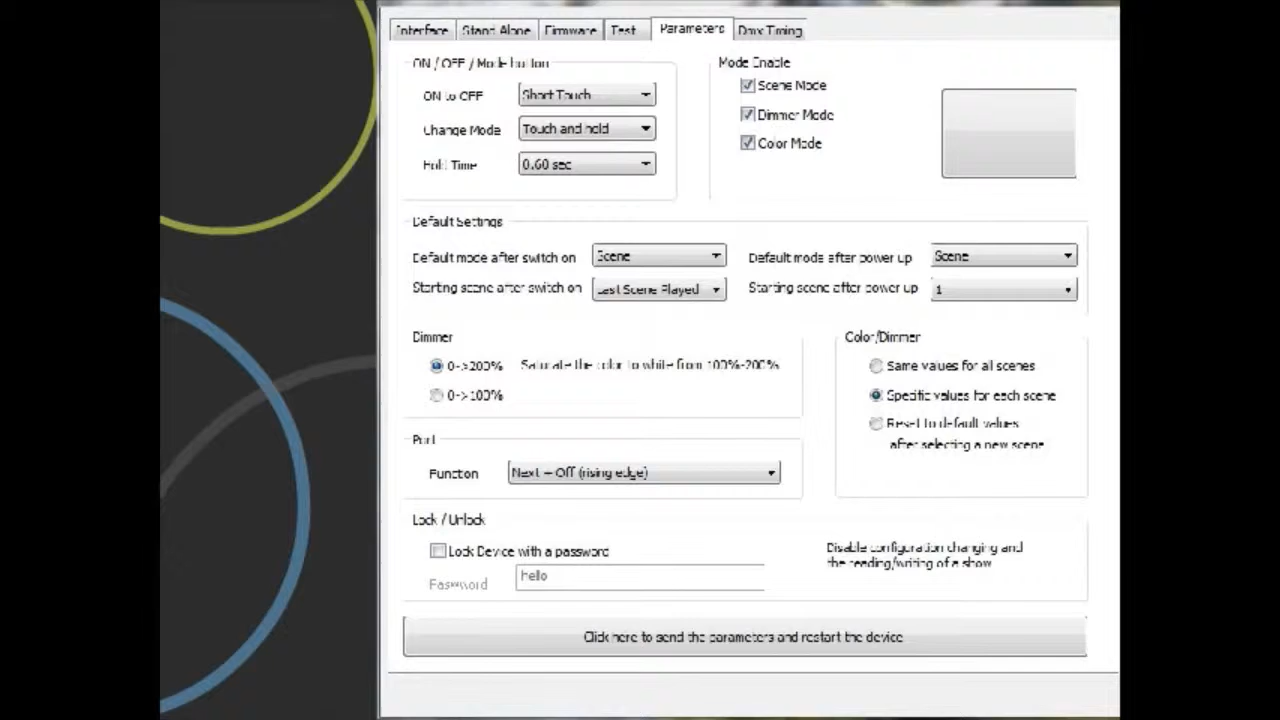 Interface Stand Alone Firmware Test Parameters Dmx Timing
ON / OFF / Mode button
ON to OFF Short Touch
Change Mode Touch and hold
Hold Time 0.60 sec
Mode Enable
Scene Mode
Dimmer Mode
Color Mode
Default Settings
Default mode after switch on Scene Default mode after power up Scene
Starting scene after switch on Last Scene Played Starting scene after power up 1
Dimmer
0->200% Saturate the color to white from 100%-200%
0->100%
Color/Dimmer
Same values for all scenes
Specific values for each scene
Reset to default values
after selecting a new scene
Port
Function Next + Off (rising edge)
Lock / Unlock
Lock Device with a password
Password hello
Disable configuration changing and
the reading/writing of a show
Click here to send the parameters and restart the device